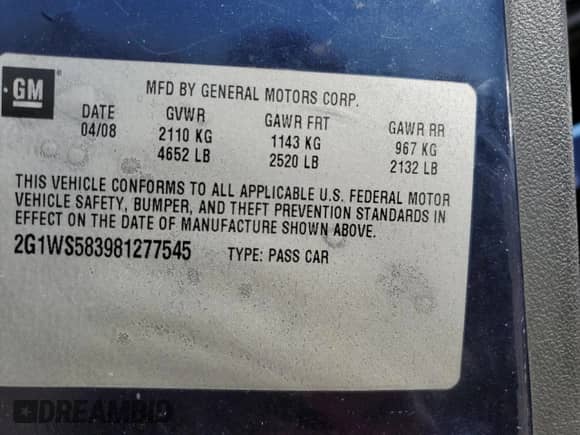 GM
MFD BY GENERAL MOTORS CORP.
DATE GVWR GAWR FRT GAWR RR
04/08 2110 KG 1143 KG 967 KG
4652 LB 2520 LB 2132 LB
THIS VEHICLE CONFORMS TO ALL APPLICABLE U.S. FEDERAL MOTOR
VEHICLE SAFETY, BUMPER, AND THEFT PREVENTION STANDARDS IN
EFFECT ON THE DATE OF MANUFACTURE SHOWN ABOVE.
2G1WS583981277545 TYPE: PASS CAR
DREAMBID